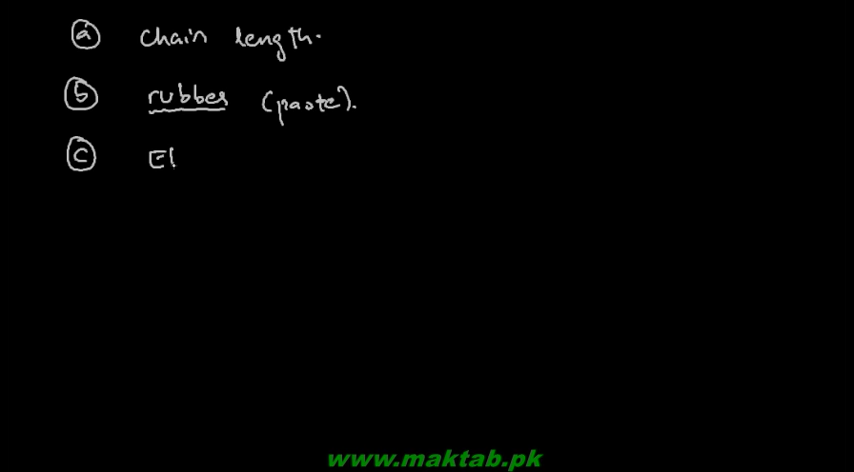 (a) chain length.
(b) rubber (paste).
(c) El
www.maktab.pk